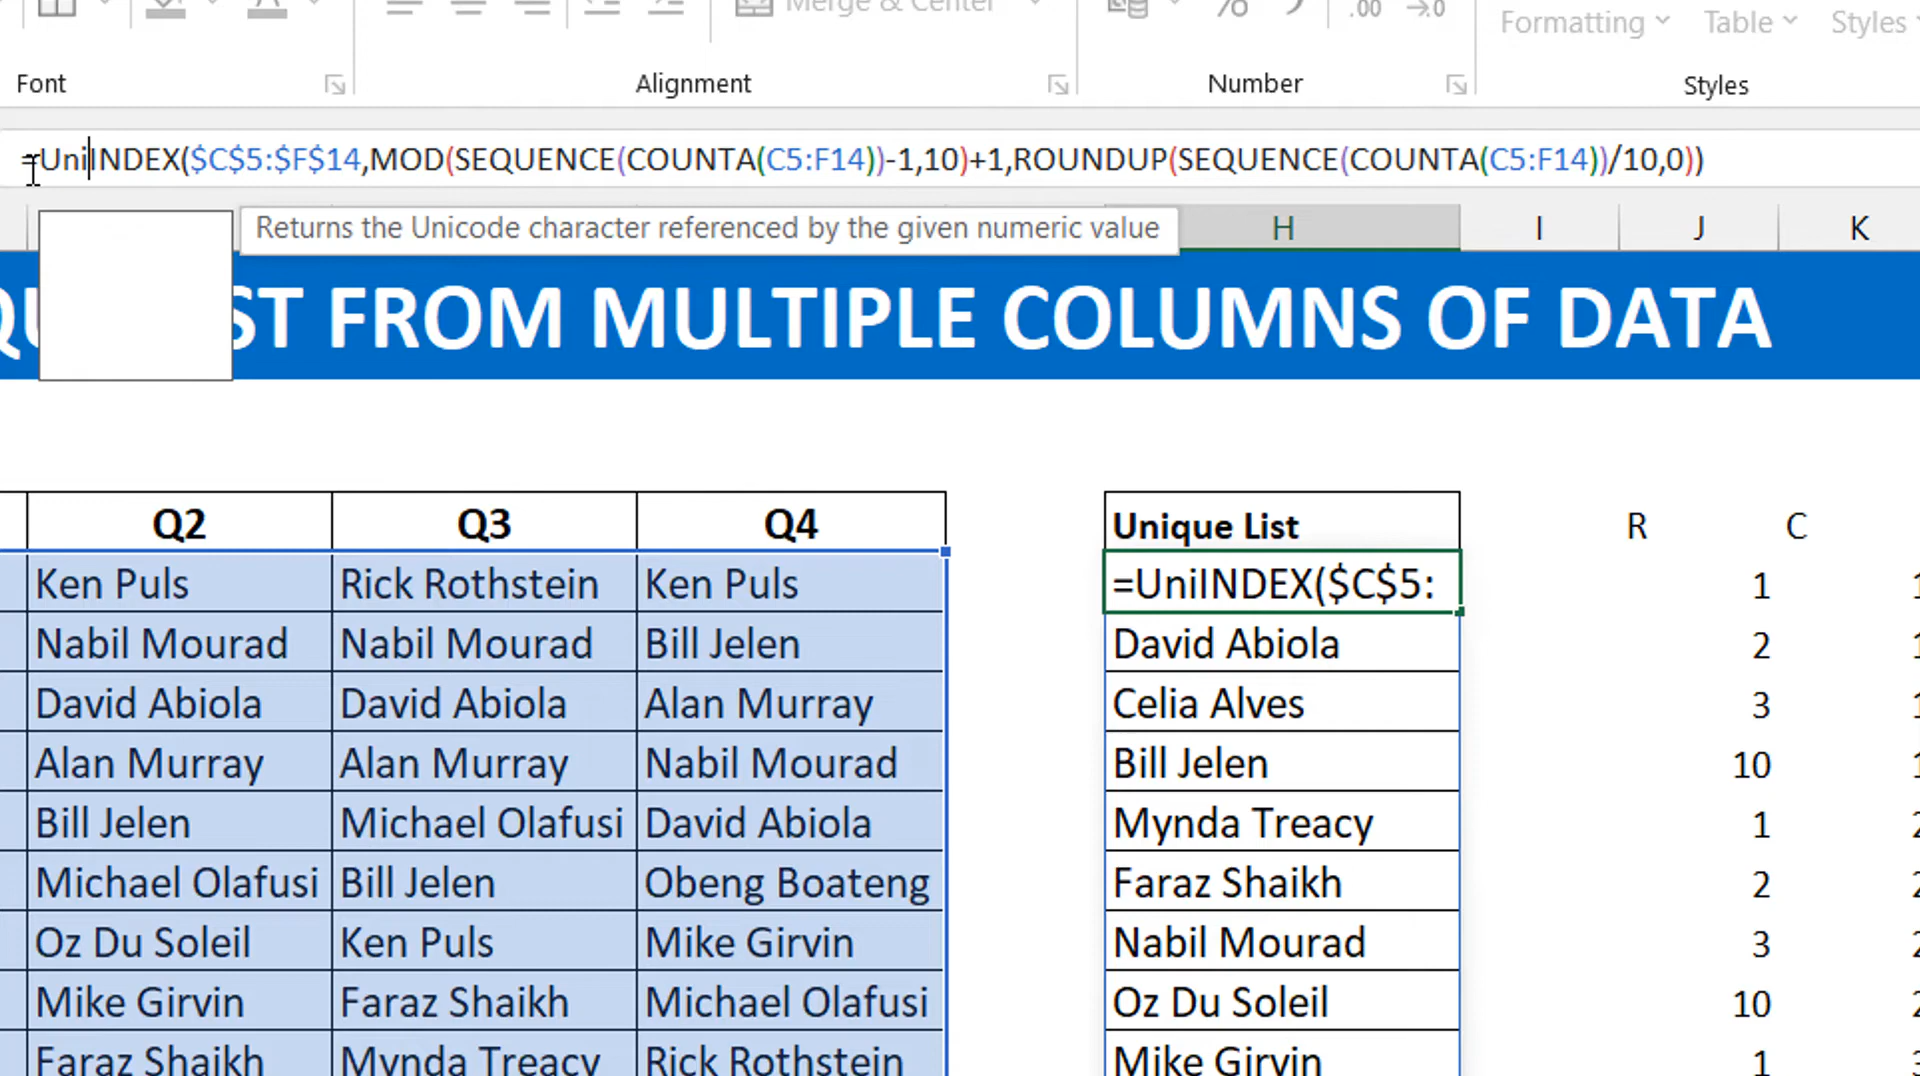 Merge & Center
% .00 →0
Formatting Table Styles
Font Alignment Number Styles
=UniINDEX($C$5:$F$14,MOD(SEQUENCE(COUNTA(C5:F14))-1,10)+1,ROUNDUP(SEQUENCE(COUNTA(C5:F14))/10,0))
Returns the Unicode character referenced by the given numeric value
H I J K
ST FROM MULTIPLE COLUMNS OF DATA
Q2 Q3 Q4 Unique List R C
Ken Puls Rick Rothstein Ken Puls =UniINDEX($C$5: 1
Nabil Mourad Nabil Mourad Bill Jelen David Abiola 2
David Abiola David Abiola Alan Murray Celia Alves 3
Alan Murray Alan Murray Nabil Mourad Bill Jelen 10
Bill Jelen Michael Olafusi David Abiola Mynda Treacy 1
Michael Olafusi Bill Jelen Obeng Boateng Faraz Shaikh 2
Oz Du Soleil Ken Puls Mike Girvin Nabil Mourad 3
Mike Girvin Faraz Shaikh Michael Olafusi Oz Du Soleil 10
Faraz Shaikh Mynda Treacy Rick Rothstein Mike Girvin 1